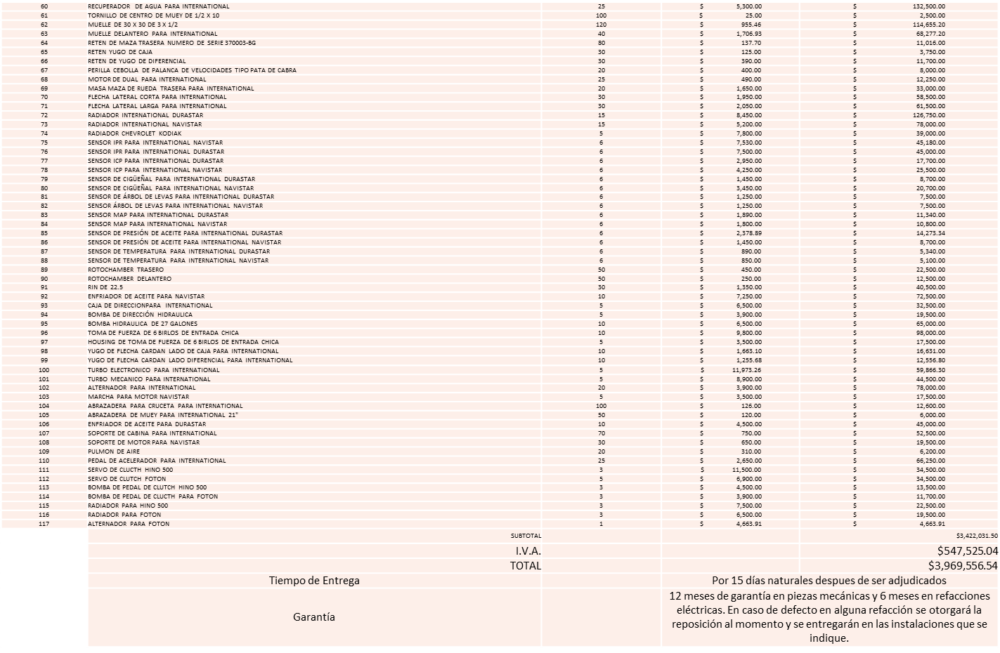 60 RECUPERADOR DE AGUA PARA INTERNATIONAL 25 $ 5,300.00 $ 132,500.00
61 TORNILLO DE CENTRO DE MUEY DE 1/2 X 10 100 $ 25.00 $ 2,500.00
62 MUELLE DE 30 X 30 DE 3 X 1/2 120 $ 955.46 $ 114,655.20
63 MUELLE DELANTERO PARA INTERNATIONAL 40 $ 1,706.93 $ 68,277.20
64 RETEN DE MAZA TRASERA NUMERO DE SERIE 370003-BG 80 $ 137.70 $ 11,016.00
65 RETEN YUGO DE CAJA 30 $ 125.00 $ 3,750.00
66 RETEN DE YUGO DE DIFERENCIAL 30 $ 390.00 $ 11,700.00
67 PERILLA CEBOLLA DE PALANCA DE VELOCIDADES TIPO PATA DE CABRA 20 $ 400.00 $ 8,000.00
68 MOTOR DE DUAL PARA INTERNATIONAL 25 $ 490.00 $ 12,250.00
69 MASA MAZA DE RUEDA TRASERA PARA INTERNATIONAL 20 $ 1,650.00 $ 33,000.00
70 FLECHA LATERAL CORTA PARA INTERNATIONAL 30 $ 1,950.00 $ 58,500.00
71 FLECHA LATERAL LARGA PARA INTERNATIONAL 30 $ 2,050.00 $ 61,500.00
72 RADIADOR INTERNATIONAL DURASTAR 15 $ 8,450.00 $ 126,750.00
73 RADIADOR INTERNATIONAL NAVISTAR 15 $ 5,200.00 $ 78,000.00
74 RADIADOR CHEVROLET KODIAK 5 $ 7,800.00 $ 39,000.00
75 SENSOR IPR PARA INTERNATIONAL NAVISTAR 6 $ 7,530.00 $ 45,180.00
76 SENSOR IPR PARA INTERNATIONAL DURASTAR 6 $ 7,500.00 $ 45,000.00
77 SENSOR ICP PARA INTERNATIONAL DURASTAR 6 $ 2,950.00 $ 17,700.00
78 SENSOR ICP PARA INTERNATIONAL NAVISTAR 6 $ 4,250.00 $ 25,500.00
79 SENSOR DE CIGÜEÑAL PARA INTERNATIONAL DURASTAR 6 $ 1,450.00 $ 8,700.00
80 SENSOR DE CIGÜEÑAL PARA INTERNATIONAL NAVISTAR 6 $ 3,450.00 $ 20,700.00
81 SENSOR DE ÁRBOL DE LEVAS PARA INTERNATIONAL DURASTAR 6 $ 1,250.00 $ 7,500.00
82 SENSOR ÁRBOL DE LEVAS PARA INTERNATIONAL NAVISTAR 6 $ 1,250.00 $ 7,500.00
83 SENSOR MAP PARA INTERNATIONAL DURASTAR 6 $ 1,890.00 $ 11,340.00
84 SENSOR MAP PARA INTERNATIONAL NAVISTAR 6 $ 1,800.00 $ 10,800.00
85 SENSOR DE PRESIÓN DE ACEITE PARA INTERNATIONAL DURASTAR 6 $ 2,378.89 $ 14,273.34
86 SENSOR DE PRESIÓN DE ACEITE PARA INTERNATIONAL NAVISTAR 6 $ 1,450.00 $ 8,700.00
87 SENSOR DE TEMPERATURA PARA INTERNATIONAL DURASTAR 6 $ 890.00 $ 5,340.00
88 SENSOR DE TEMPERATURA PARA INTERNATIONAL NAVISTAR 6 $ 850.00 $ 5,100.00
89 ROTOCHAMBER TRASERO 50 $ 450.00 $ 22,500.00
90 ROTOCHAMBER DELANTERO 50 $ 250.00 $ 12,500.00
91 RIN DE 22.5 30 $ 1,350.00 $ 40,500.00
92 ENFRIADOR DE ACEITE PARA NAVISTAR 10 $ 7,250.00 $ 72,500.00
93 CAJA DE DIRECCIONPARA INTERNATIONAL 5 $ 6,500.00 $ 32,500.00
94 BOMBA DE DIRECCIÓN HIDRAULICA 5 $ 3,900.00 $ 19,500.00
95 BOMBA HIDRAULICA DE 27 GALONES 10 $ 6,500.00 $ 65,000.00
96 TOMA DE FUERZA DE 6 BIRLOS DE ENTRADA CHICA 10 $ 9,800.00 $ 98,000.00
97 HOUSING DE TOMA DE FUERZA DE 6 BIRLOS DE ENTRADA CHICA 5 $ 3,500.00 $ 17,500.00
98 YUGO DE FLECHA CARDAN LADO DE CAJA PARA INTERNATIONAL 10 $ 1,663.10 $ 16,631.00
99 YUGO DE FLECHA CARDAN LADO DIFERENCIAL PARA INTERNATIONAL 10 $ 1,255.68 $ 12,556.80
100 TURBO ELECTRONICO PARA INTERNATIONAL 5 $ 11,973.26 $ 59,866.30
101 TURBO MECANICO PARA INTERNATIONAL 5 $ 8,900.00 $ 44,500.00
102 ALTERNADOR PARA INTERNATIONAL 20 $ 3,900.00 $ 78,000.00
103 MARCHA PARA MOTOR NAVISTAR 5 $ 3,500.00 $ 17,500.00
104 ABRAZADERA PARA CRUCETA PARA INTERNATIONAL 100 $ 126.00 $ 12,600.00
105 ABRAZADERA DE MUEY PARA INTERNATIONAL 21" 50 $ 120.00 $ 6,000.00
106 ENFRIADOR DE ACEITE PARA DURASTAR 10 $ 4,500.00 $ 45,000.00
107 SOPORTE DE CABINA PARA INTERNATIONAL 70 $ 750.00 $ 52,500.00
108 SOPORTE DE MOTOR PARA NAVISTAR 30 $ 650.00 $ 19,500.00
109 PULMON DE AIRE 20 $ 310.00 $ 6,200.00
110 PEDAL DE ACELERADOR PARA INTERNATIONAL 25 $ 2,650.00 $ 66,250.00
111 SERVO DE CLUCTH HINO 500 3 $ 11,500.00 $ 34,500.00
112 SERVO DE CLUTCH FOTON 5 $ 6,900.00 $ 34,500.00
113 BOMBA DE PEDAL DE CLUTCH HINO 500 3 $ 4,500.00 $ 13,500.00
114 BOMBA DE PEDAL DE CLUCTH PARA FOTON 3 $ 3,900.00 $ 11,700.00
115 RADIADOR PARA HINO 500 3 $ 7,500.00 $ 22,500.00
116 RADIADOR PARA FOTON 3 $ 6,500.00 $ 19,500.00
117 ALTERNADOR PARA FOTON 1 $ 4,663.91 $ 4,663.91
SUBTOTAL $3,422,031.50
I.V.A. $547,525.04
TOTAL $3,969,556.54
Tiempo de Entrega Por 15 días naturales despues de ser adjudicados
Garantía 12 meses de garantía en piezas mecánicas y 6 meses en refacciones
eléctricas. En caso de defecto en alguna refacción se otorgará la
reposición al momento y se entregarán en las instalaciones que se
indique.